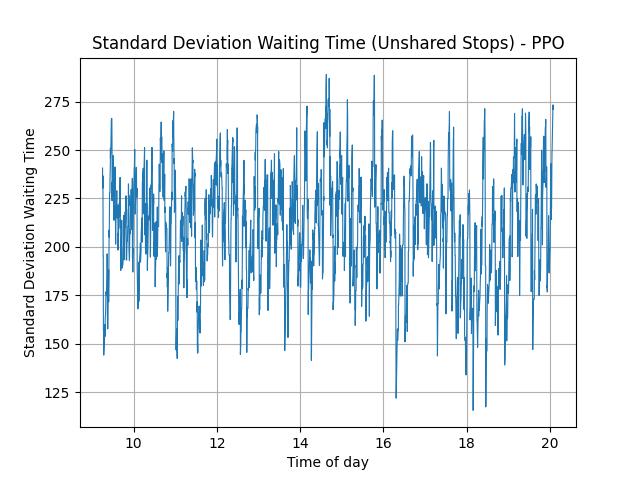 Standard Deviation Waiting Time (Unshared Stops) - PPO
Standard Deviation Waiting Time
275
250
225
200
175
150
125
10 12 14 16 18 20
Time of day